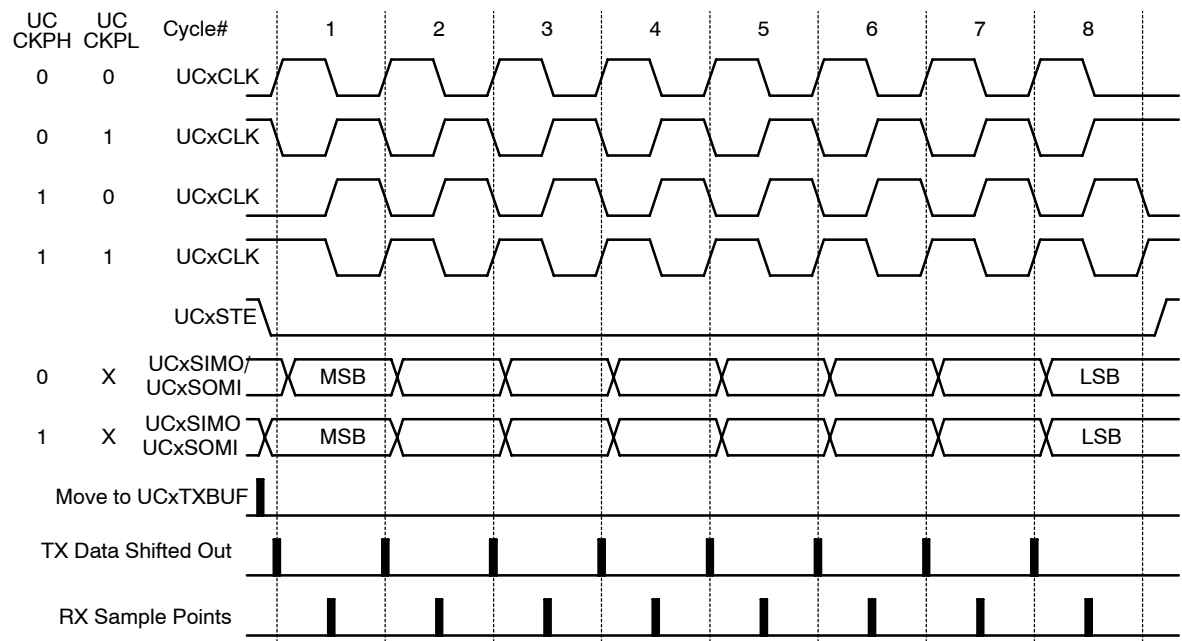 UC UC
CKPH CKPL Cycle# 1 2 3 4 5 6 7 8
0 0 UCxCLK
0 1 UCxCLK
1 0 UCxCLK
1 1 UCxCLK
UCxSTE
UCxSIMO/
0 X UCxSOMI MSB LSB
UCxSIMO
1 X UCxSOMI MSB LSB
Move to UCxTXBUF
TX Data Shifted Out
RX Sample Points